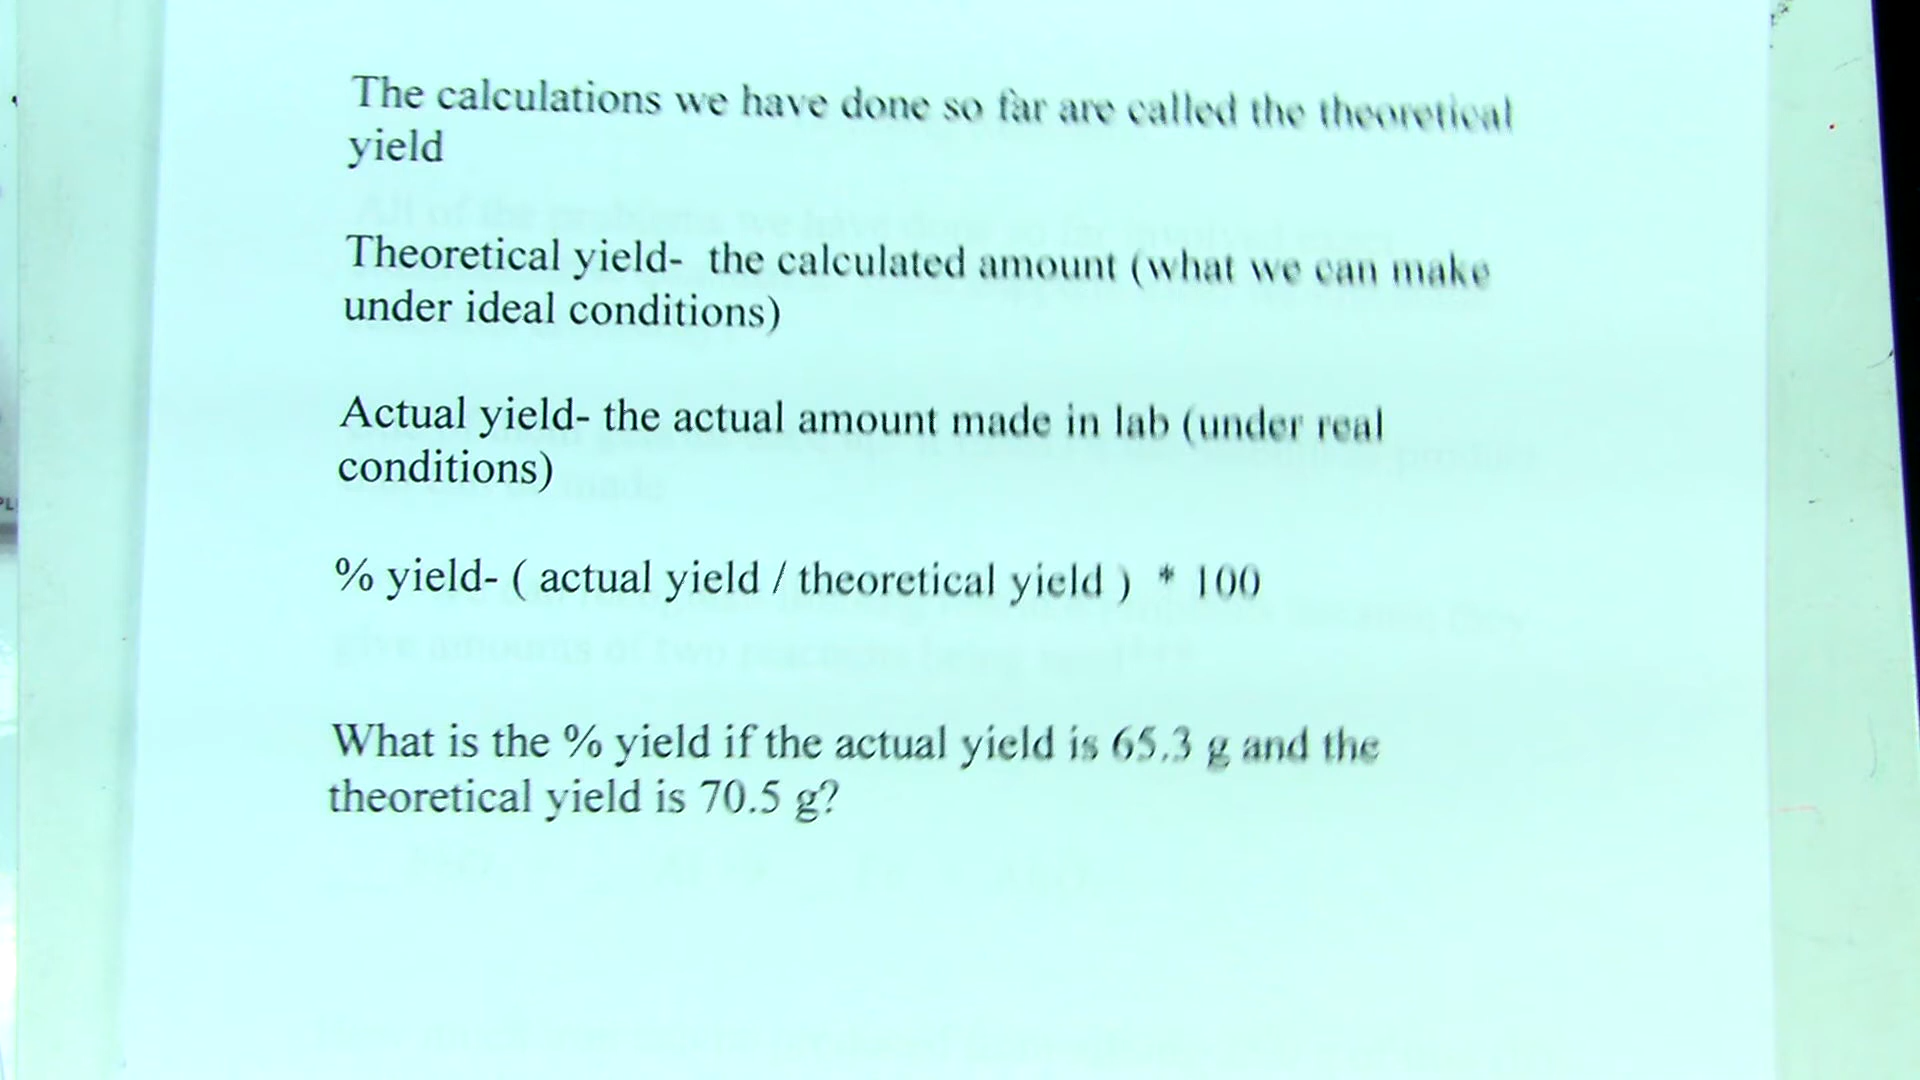 The calculations we have done so far are called the theoretical
yield
Theoretical yield- the calculated amount (what we can make
under ideal conditions)
Actual yield- the actual amount made in lab (under real
conditions)
% yield- ( actual yield / theoretical yield ) * 100
What is the % yield if the actual yield is 65.3 g and the
theoretical yield is 70.5 g?